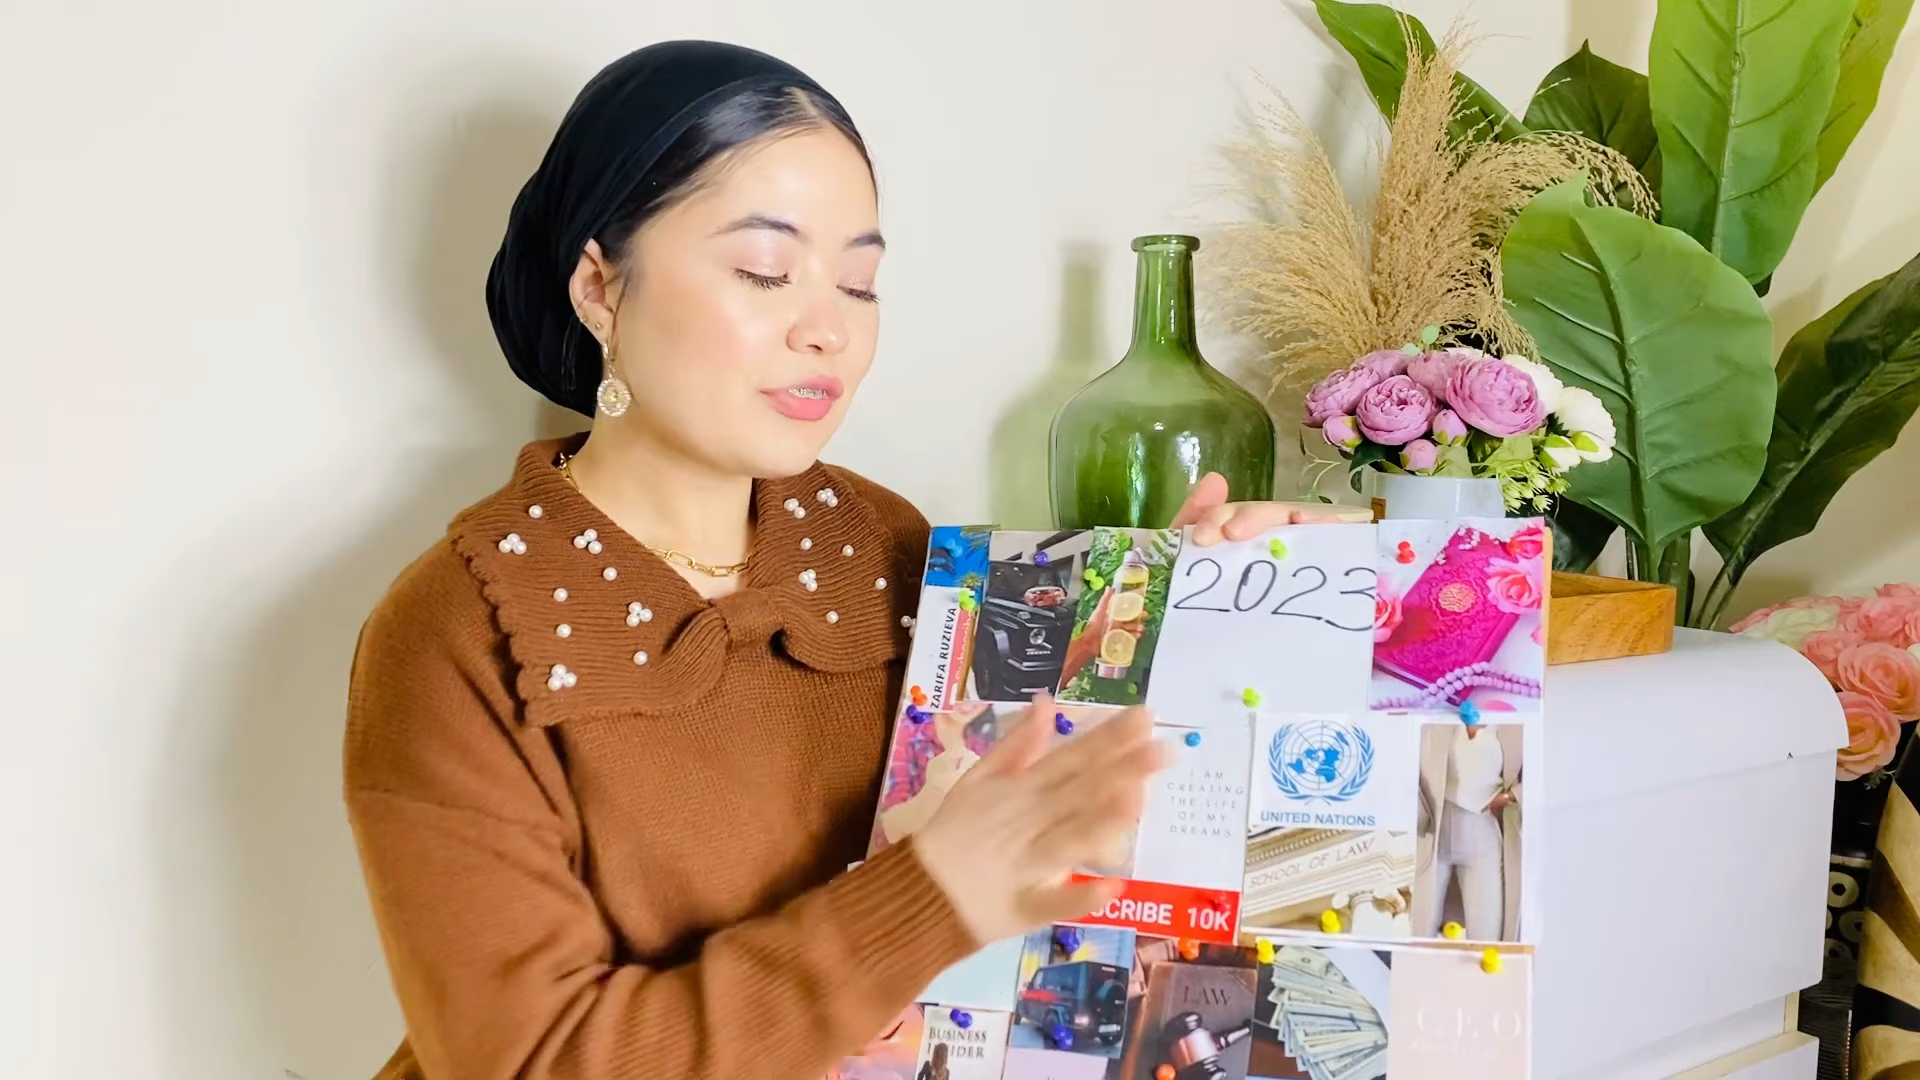 2023
ZARIFA RUZIEVA
I AM
CREATING
THE LIFE
OF MY
DREAMS
UNITED NATIONS
SCHOOL OF LAW
SCRIBE 10K
LAW
CEO
BUSINESS
INSIDER